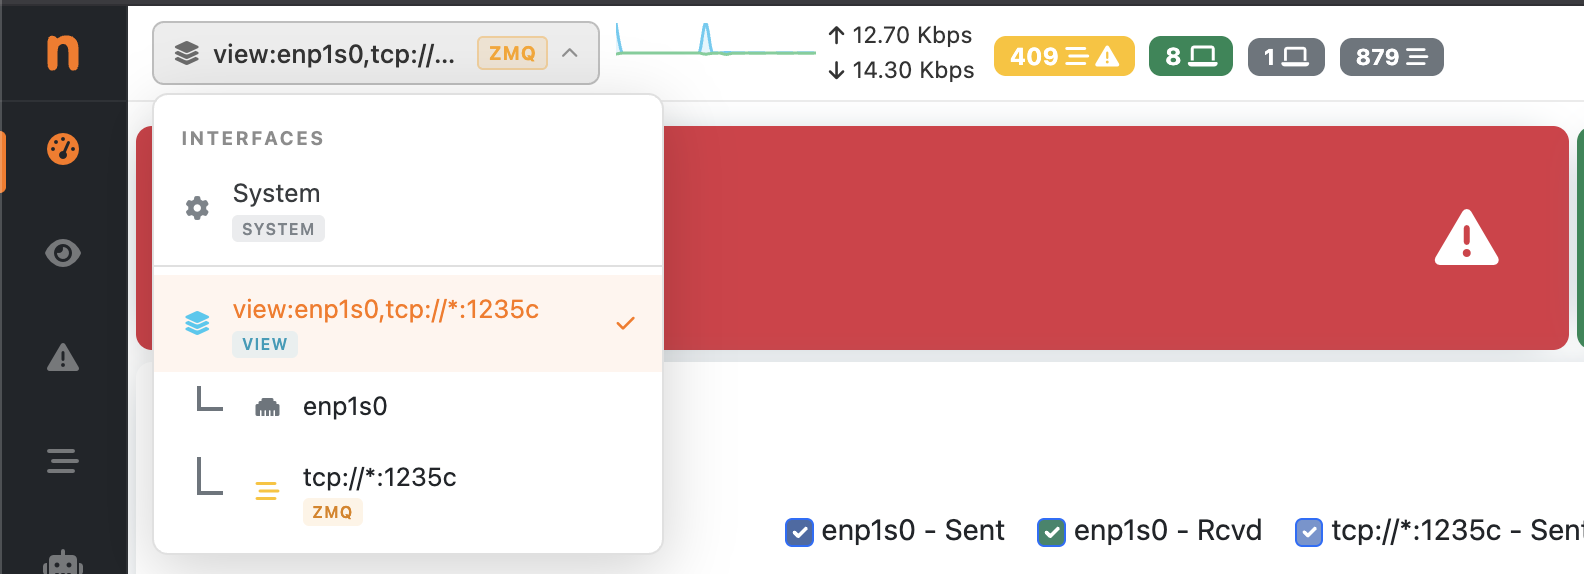 n
view:enp1s0,tcp://... ZMQ
12.70 Kbps
14.30 Kbps
409
8
1
879
INTERFACES
System
SYSTEM
view:enp1s0,tcp://*:1235c
VIEW
enp1s0
tcp://*:1235c
ZMQ
enp1s0 - Sent enp1s0 - Rcvd tcp://*:1235c - Sent